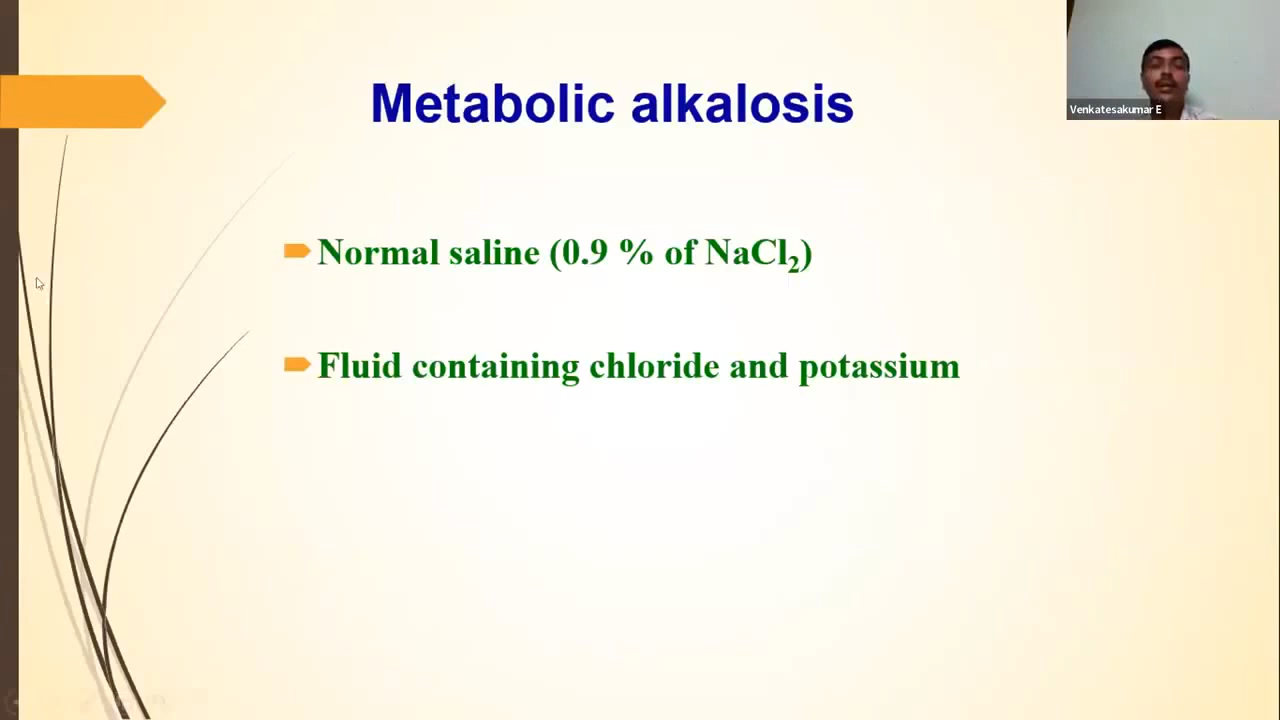 Metabolic alkalosis
Venkatesakumar E
Normal saline (0.9 % of NaCl₂)
Fluid containing chloride and potassium